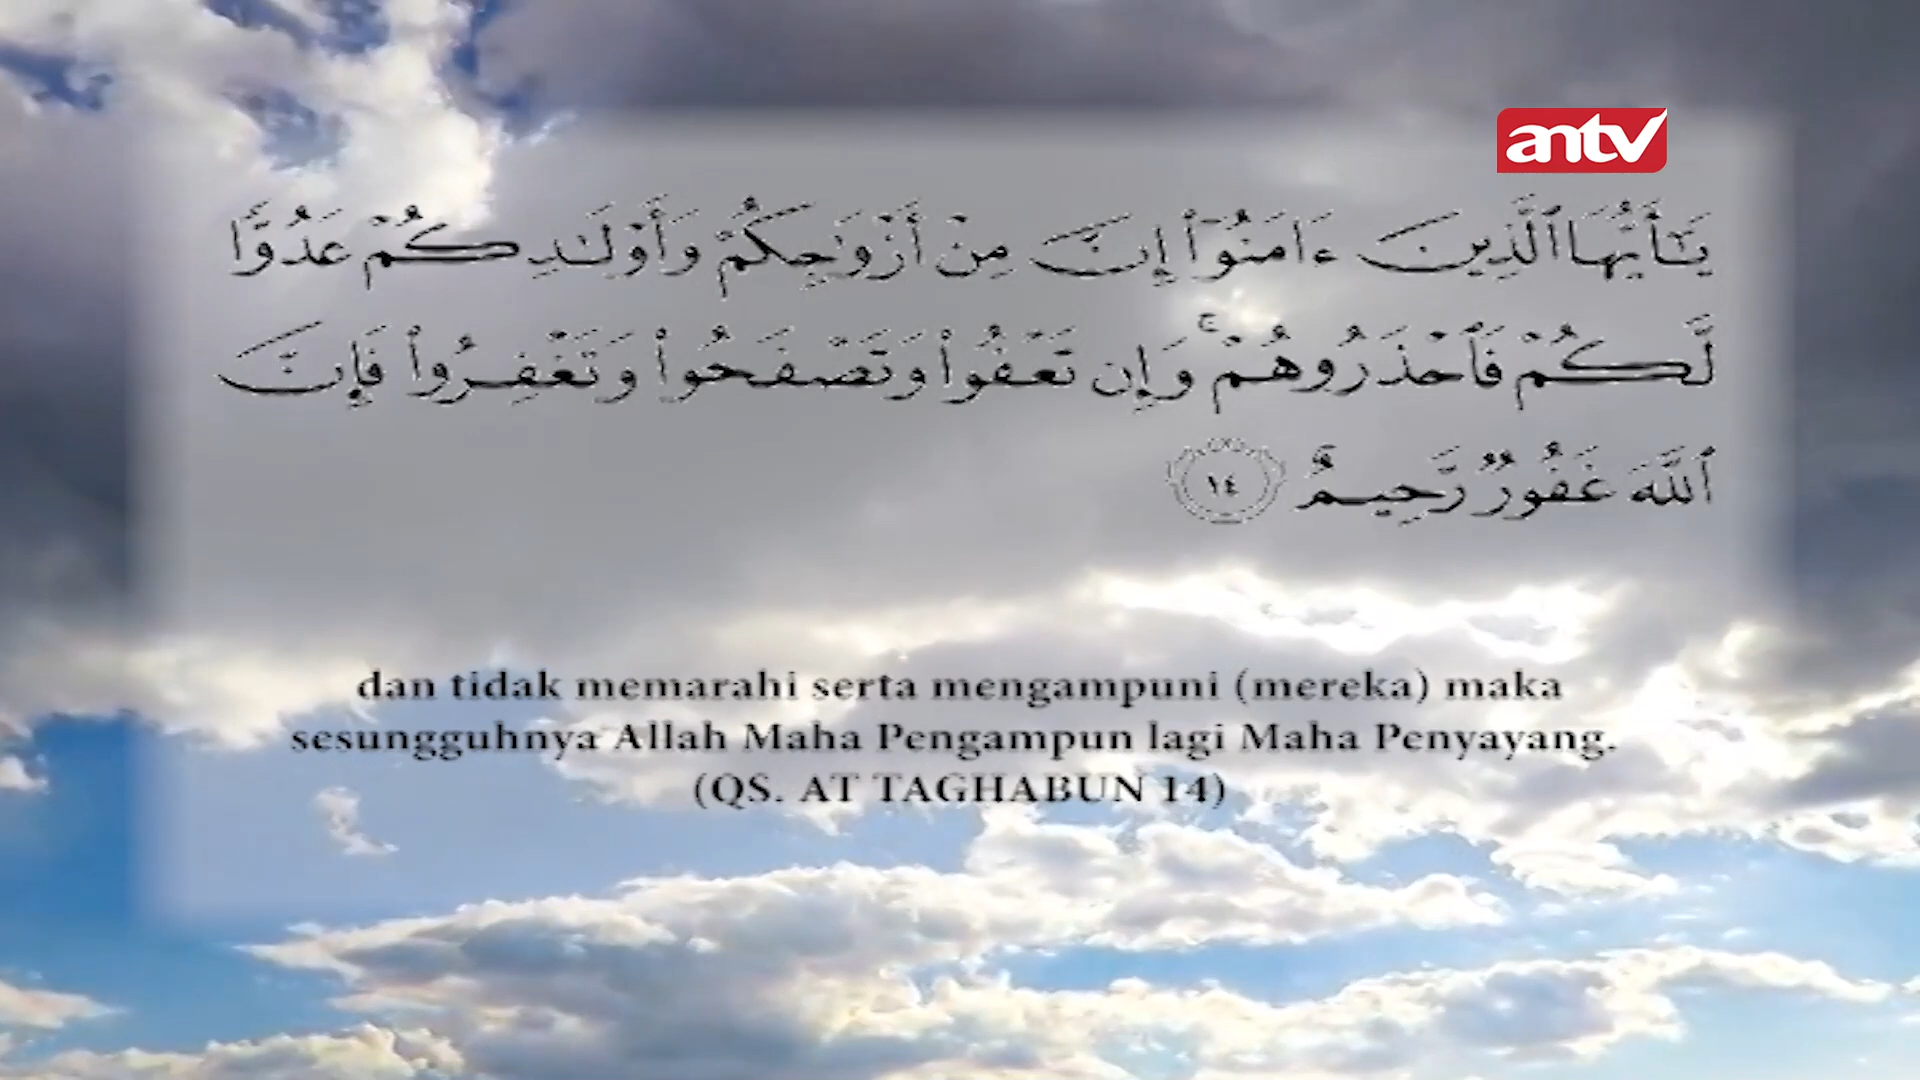 antv
يَٰٓأَيُّهَا ٱلَّذِينَ ءَامَنُوٓا۟ إِنَّ مِنْ أَزْوَٰجِكُمْ وَأَوْلَٰدِكُمْ عَدُوًّا
لَّكُمْ فَٱحْذَرُوهُمْ ۚ وَإِن تَعْفُوا۟ وَتَصْفَحُوا۟ وَتَغْفِرُوا۟ فَإِنَّ
ٱللَّهَ غَفُورٌ رَّحِيمٌ ١٤
dan tidak memarahi serta mengampuni (mereka) maka
sesungguhnya Allah Maha Pengampun lagi Maha Penyayang.
(QS. AT TAGHABUN 14)